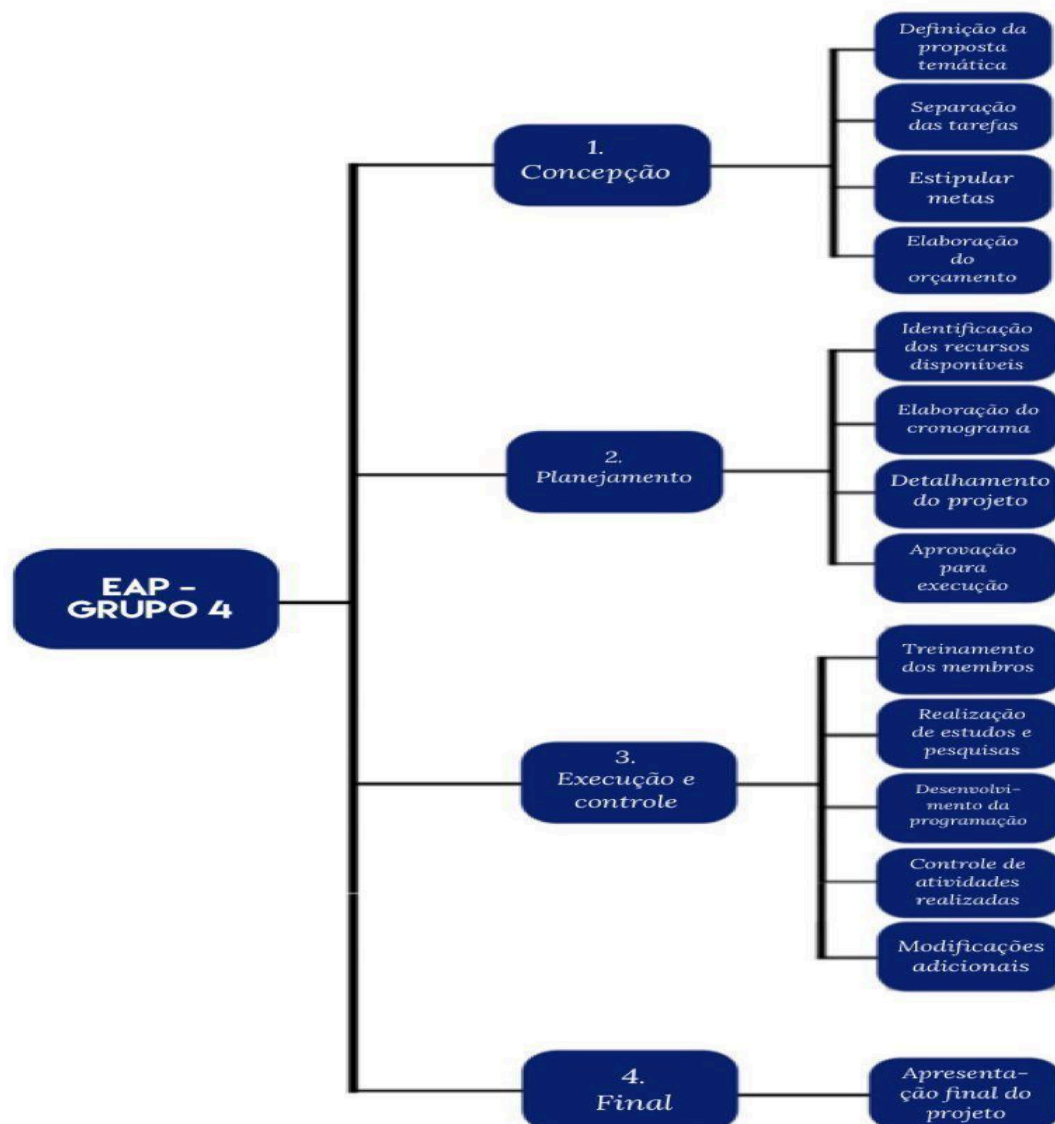 EAP –
GRUPO 4
1.
Concepção
Definição da
proposta
temática
Separação
das tarefas
Estipular
metas
Elaboração
do
orçamento
2.
Planejamento
Identificação
dos recursos
disponíveis
Elaboração do
cronograma
Detalhamento
do projeto
Aprovação
para
execução
3.
Execução e
controle
Treinamento
dos membros
Realização
de estudos e
pesquisas
Desenvolvi-
mento da
programação
Controle de
atividades
realizadas
Modificações
adicionais
4.
Final
Apresenta-
ção final do
projeto